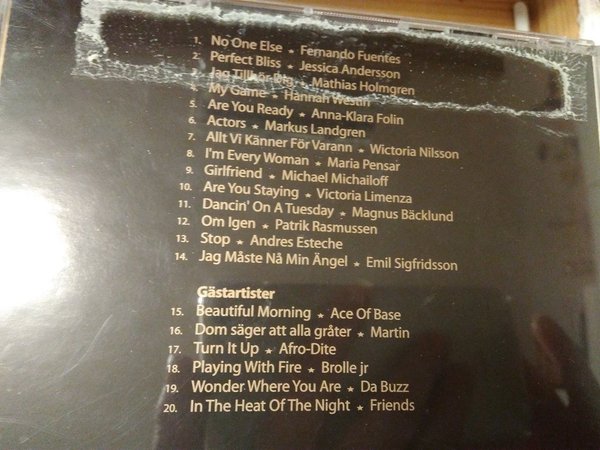 1. No One Else ★ Fernando Fuentes
2. Perfect Bliss ★ Jessica Andersson
3. Jag Tillhör Dig ★ Mathias Holmgren
4. My Game ★ Hannah Westin
5. Are You Ready ★ Anna-Klara Folin
6. Actors ★ Markus Landgren
7. Allt Vi Känner För Varann ★ Wictoria Nilsson
8. I'm Every Woman ★ Maria Pensar
9. Girlfriend ★ Michael Michailoff
10. Are You Staying ★ Victoria Limenza
11. Dancin' On A Tuesday ★ Magnus Bäcklund
12. Om Igen ★ Patrik Rasmussen
13. Stop ★ Andres Esteche
14. Jag Måste Nå Min Ängel ★ Emil Sigfridsson
Gästartister
15. Beautiful Morning ★ Ace Of Base
16. Dom säger att alla gråter ★ Martin
17. Turn It Up ★ Afro-Dite
18. Playing With Fire ★ Brolle jr
19. Wonder Where You Are ★ Da Buzz
20. In The Heat Of The Night ★ Friends